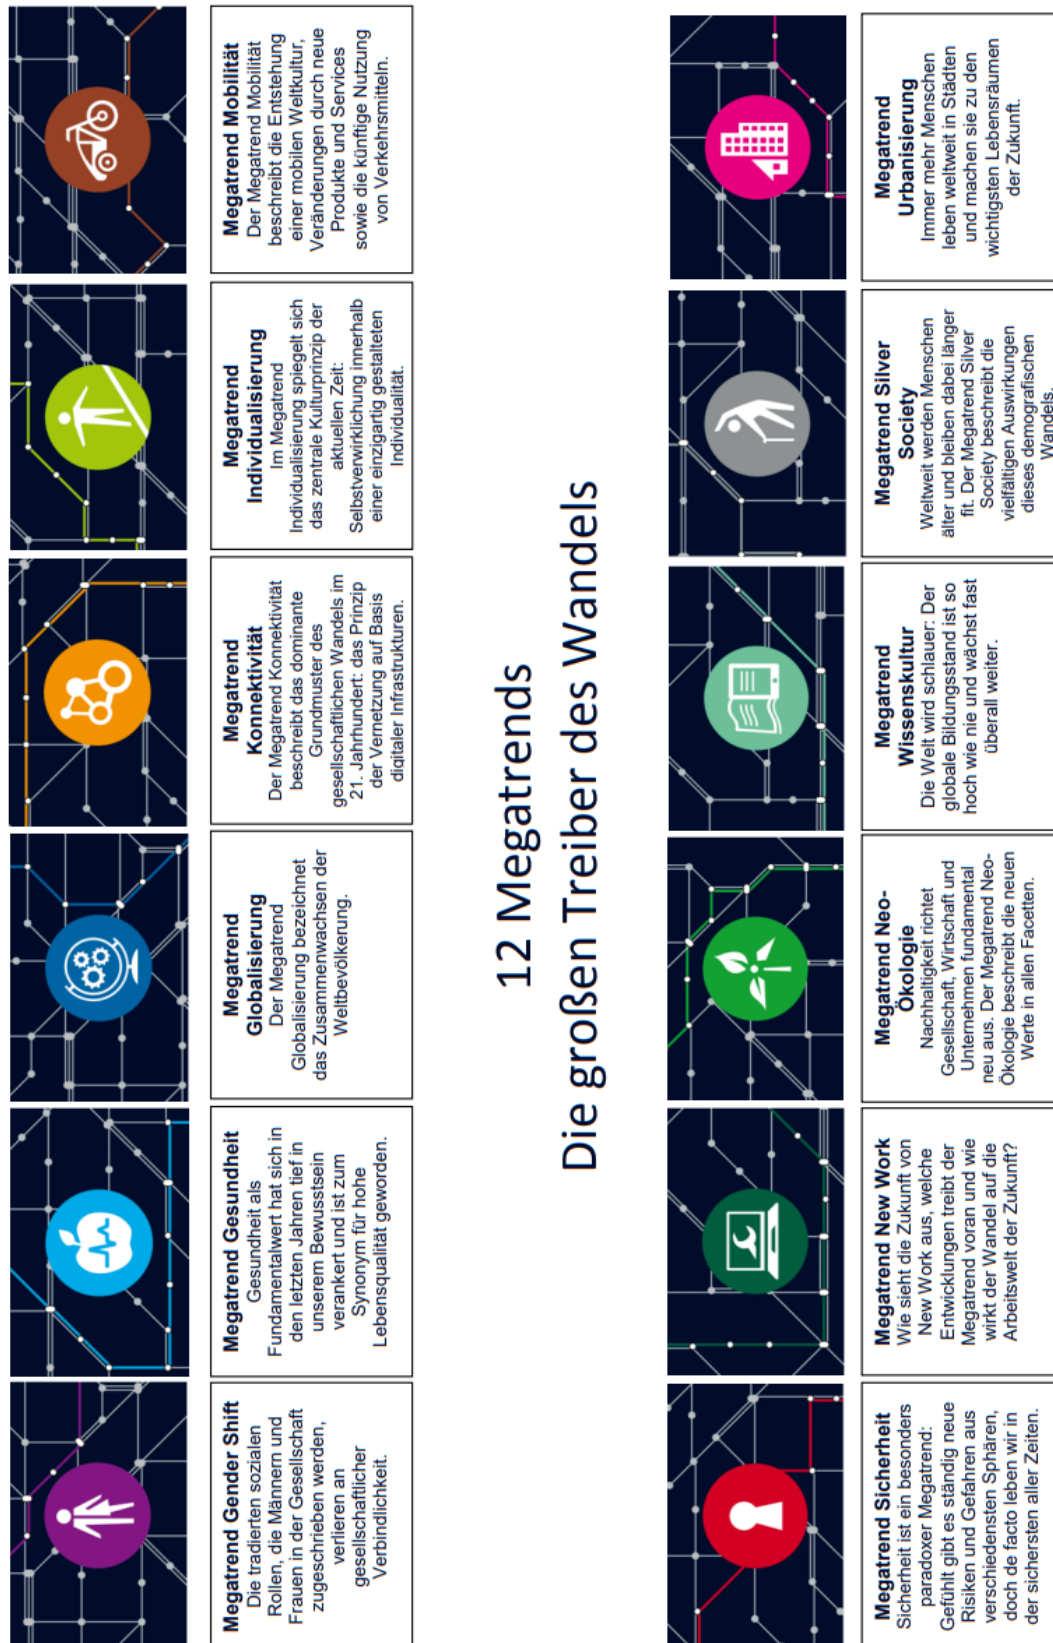 Megatrend Gender Shift
Die tradierten sozialen
Rollen, die Männern und
Frauen in der Gesellschaft
zugeschrieben werden,
verlieren an
gesellschaftlicher
Verbindlichkeit.
Megatrend Gesundheit
Gesundheit als
Fundamentalwert hat sich in
den letzten Jahren tief in
unserem Bewusstsein
verankert und ist zum
Synonym für hohe
Lebensqualität geworden.
Megatrend
Globalisierung
Der Megatrend
Globalisierung bezeichnet
das Zusammenwachsen der
Weltbevölkerung.
Megatrend
Konnektivität
Der Megatrend Konnektivität
beschreibt das dominante
Grundmuster des
gesellschaftlichen Wandels im
21. Jahrhundert: das Prinzip
der Vernetzung auf Basis
digitaler Infrastrukturen.
Megatrend
Individualisierung
Im Megatrend
Individualisierung spiegelt sich
das zentrale Kulturprinzip der
aktuellen Zeit:
Selbstverwirklichung innerhalb
einer einzigartig gestalteten
Individualität.
Megatrend Mobilität
Der Megatrend Mobilität
beschreibt die Entstehung
einer mobilen Weltkultur,
Veränderungen durch neue
Produkte und Services
sowie die künftige Nutzung
von Verkehrsmitteln.
12 Megatrends
Die großen Treiber des Wandels
Megatrend Sicherheit
Sicherheit ist ein besonders
paradoxer Megatrend:
Gefühlt gibt es ständig neue
Risiken und Gefahren aus
verschiedensten Sphären,
doch de facto leben wir in
der sichersten aller Zeiten.
Megatrend New Work
Wie sieht die Zukunft von
New Work aus, welche
Entwicklungen treibt der
Megatrend voran und wie
wirkt der Wandel auf die
Arbeitswelt der Zukunft?
Megatrend Neo-
Ökologie
Nachhaltigkeit richtet
Gesellschaft, Wirtschaft und
Unternehmen fundamental
neu aus. Der Megatrend Neo-
Ökologie beschreibt die neuen
Werte in allen Facetten.
Megatrend
Wissenskultur
Die Welt wird schlauer: Der
globale Bildungsstand ist so
hoch wie nie und wächst fast
überall weiter.
Megatrend Silver
Society
Weltweit werden Menschen
älter und bleiben dabei länger
fit. Der Megatrend Silver
Society beschreibt die
vielfältigen Auswirkungen
dieses demografischen
Wandels.
Megatrend
Urbanisierung
Immer mehr Menschen
leben weltweit in Städten
und machen sie zu den
wichtigsten Lebensräumen
der Zukunft.